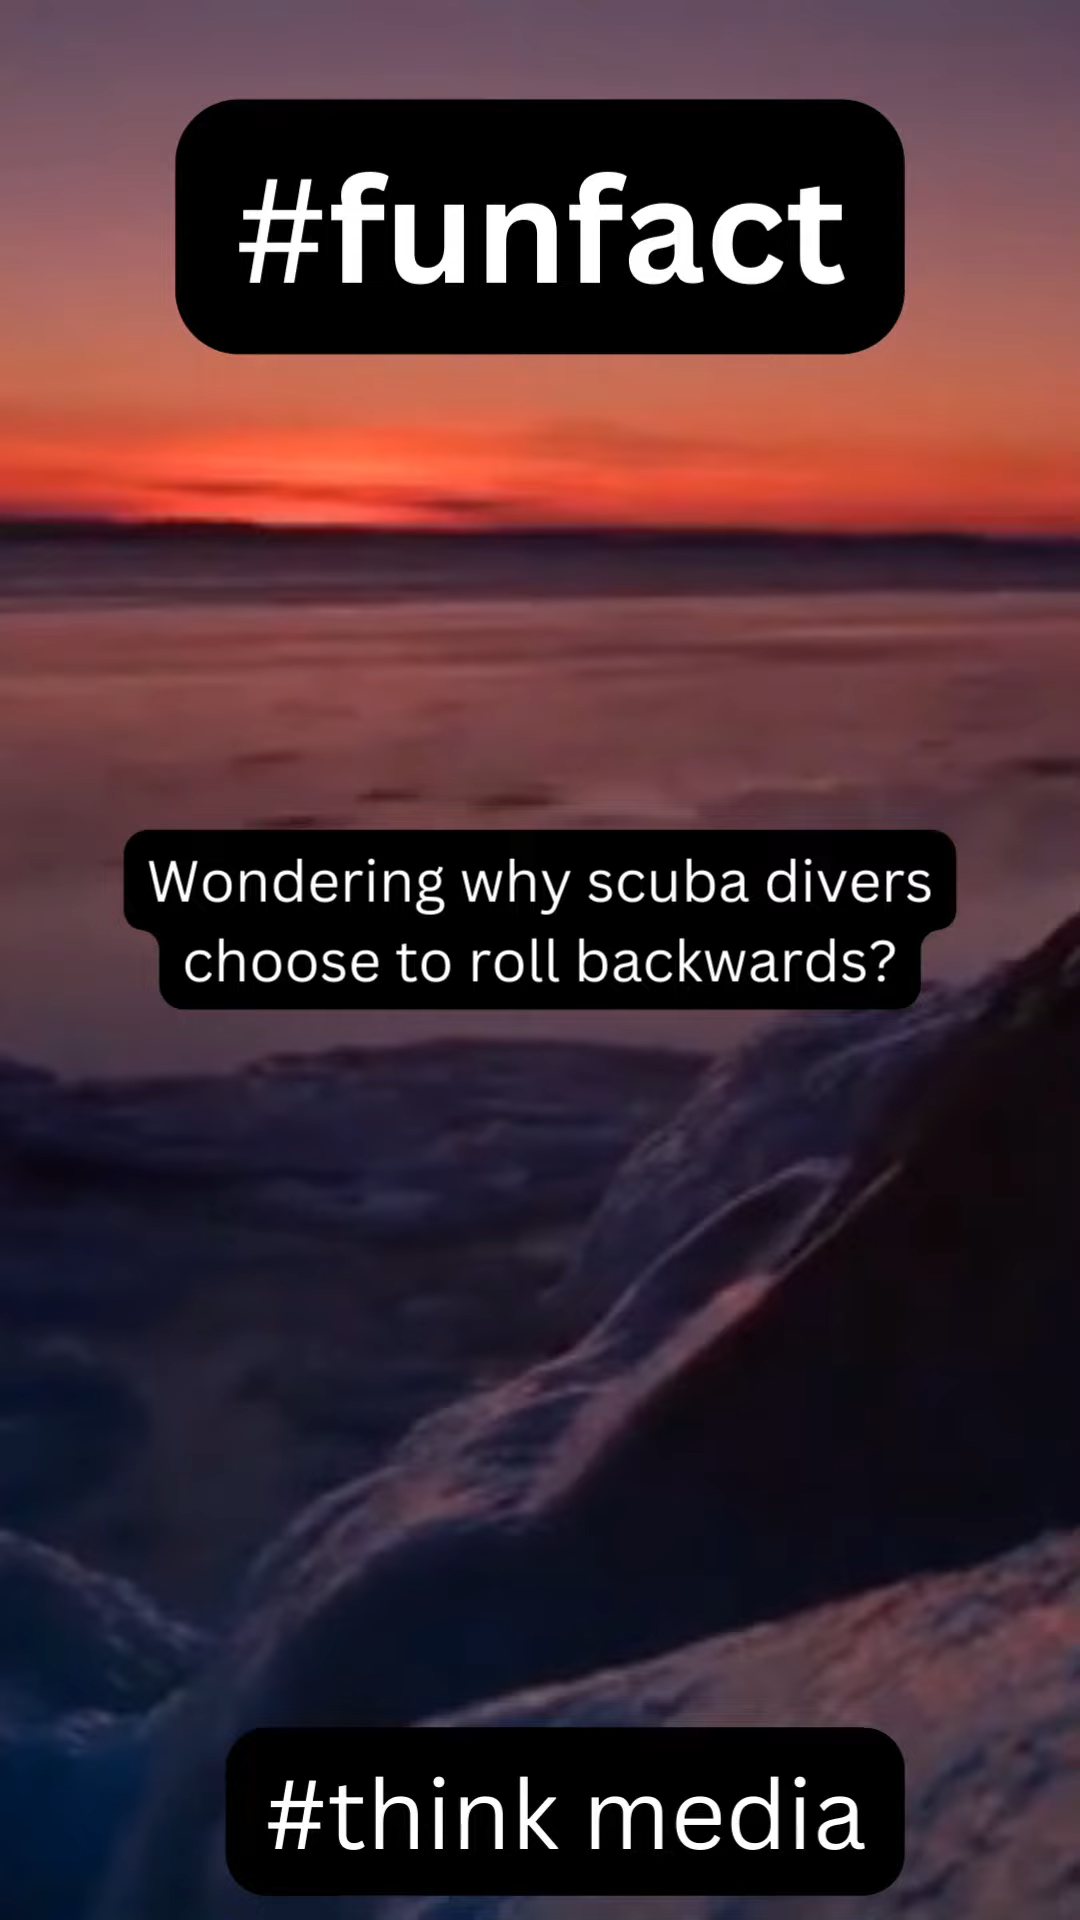 #funfact
Wondering why scuba divers
choose to roll backwards?
#think media